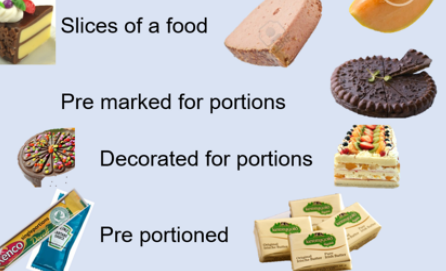 Slices of a food
Pre marked for portions
Decorated for portions
Pre portioned